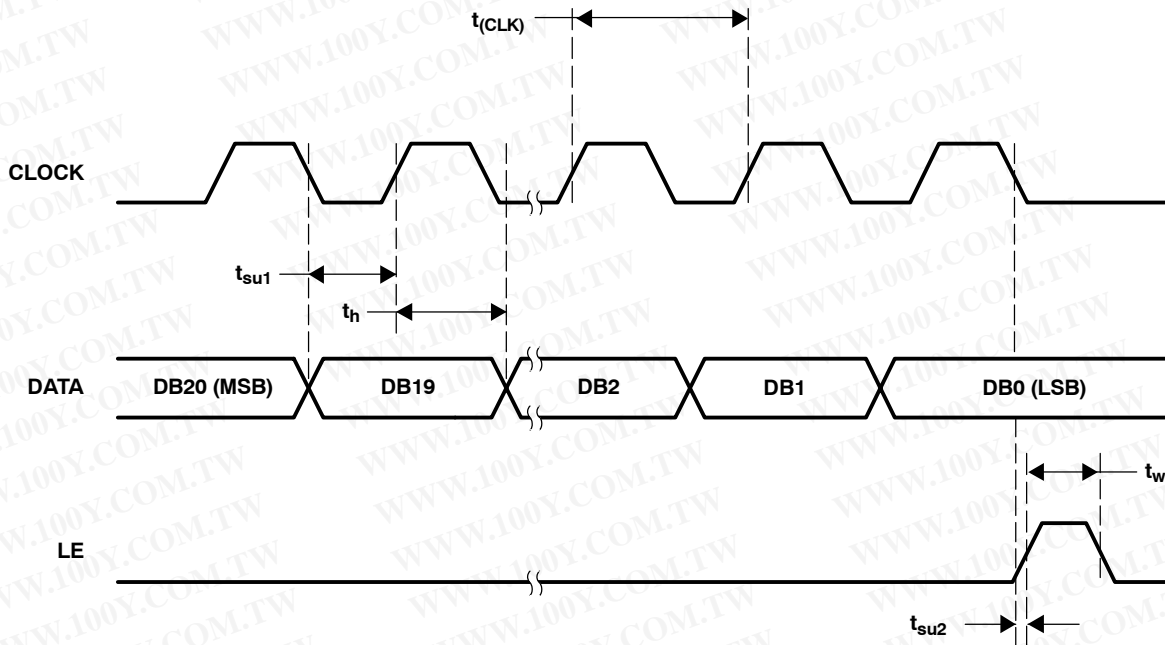 t(CLK)
CLOCK
tsu1
th
DATA
DB20 (MSB)
DB19
DB2
DB1
DB0 (LSB)
tw
LE
tsu2
WWW.100Y.COM.TW